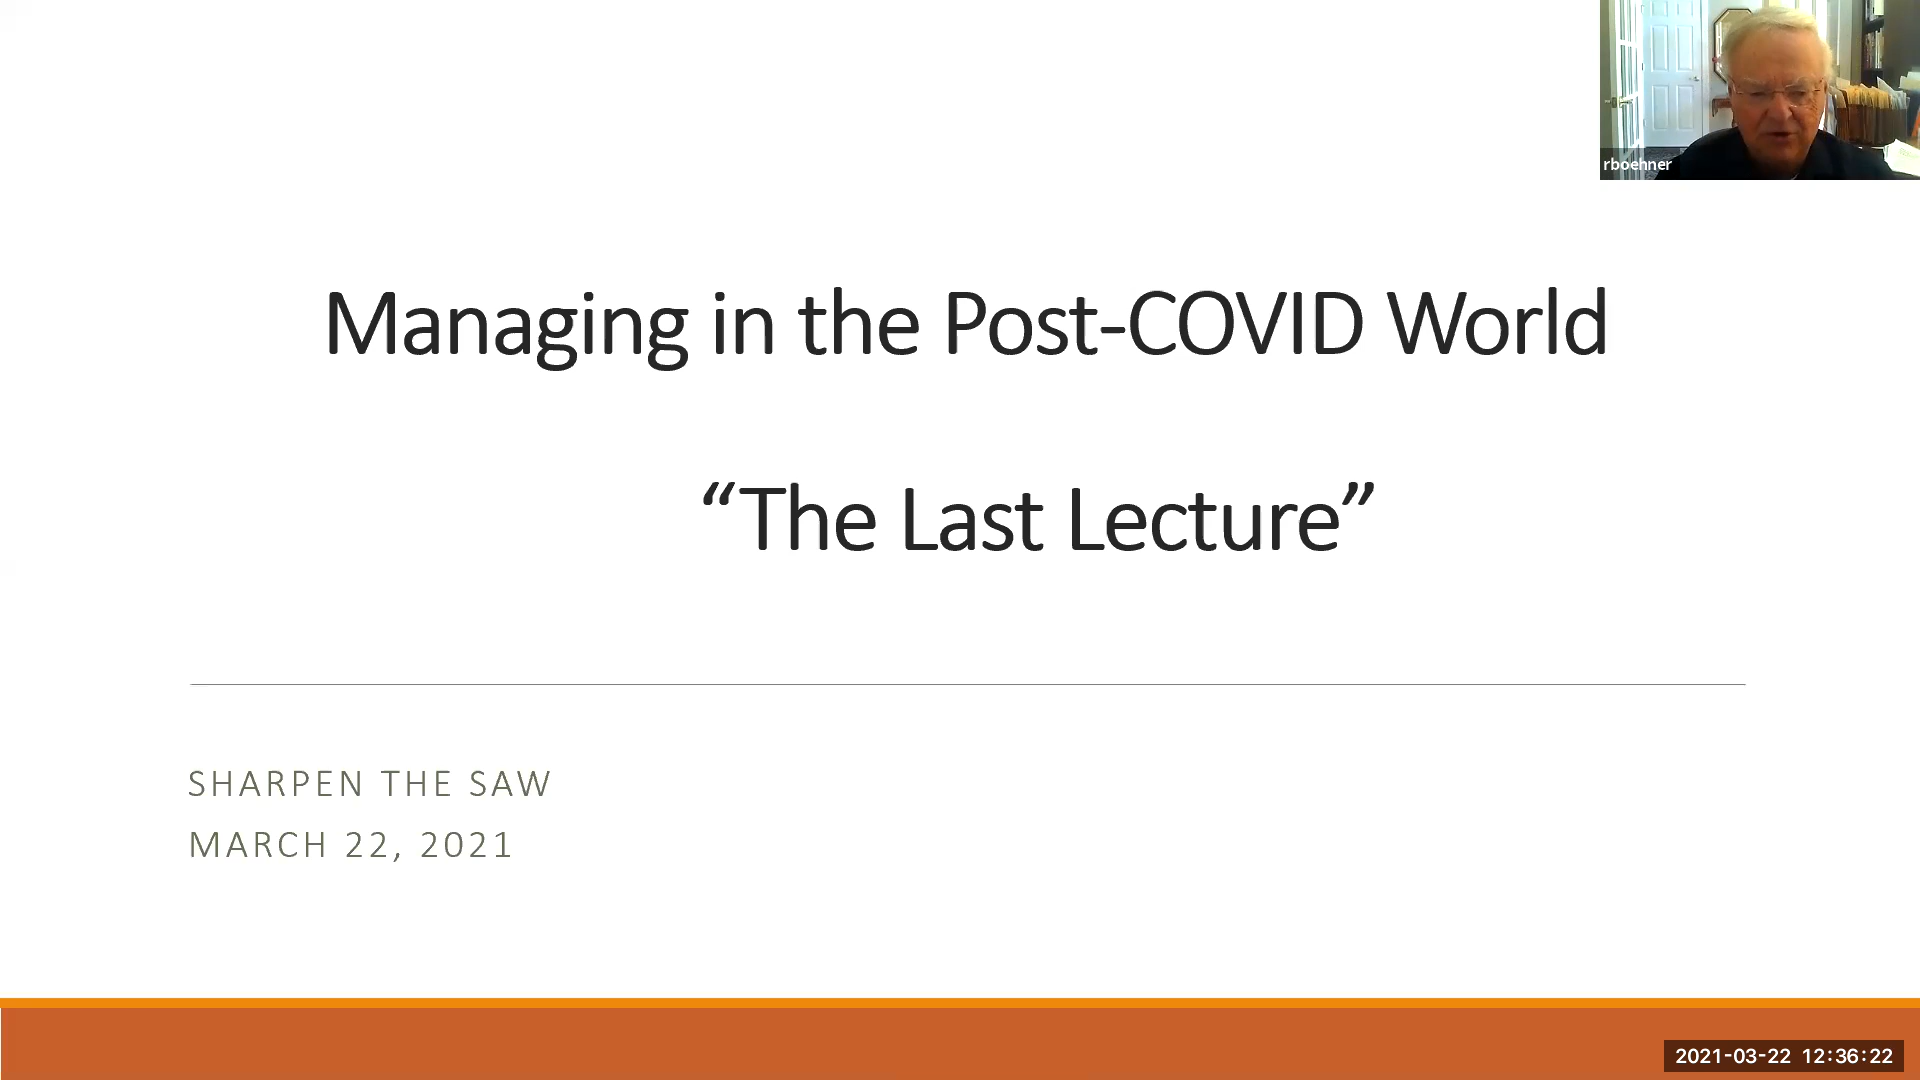 rboehner
Managing in the Post-COVID World
“The Last Lecture”
SHARPEN THE SAW
MARCH 22, 2021
2021-03-22 12:36:22